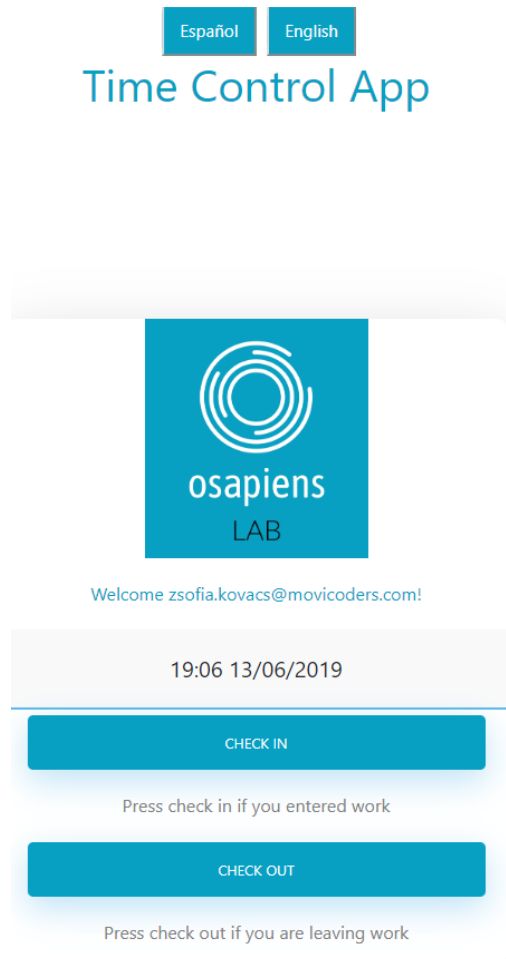 Español English
Time Control App
osapiens
LAB
Welcome zsofia.kovacs@movicoders.com!
19:06 13/06/2019
CHECK IN
Press check in if you entered work
CHECK OUT
Press check out if you are leaving work